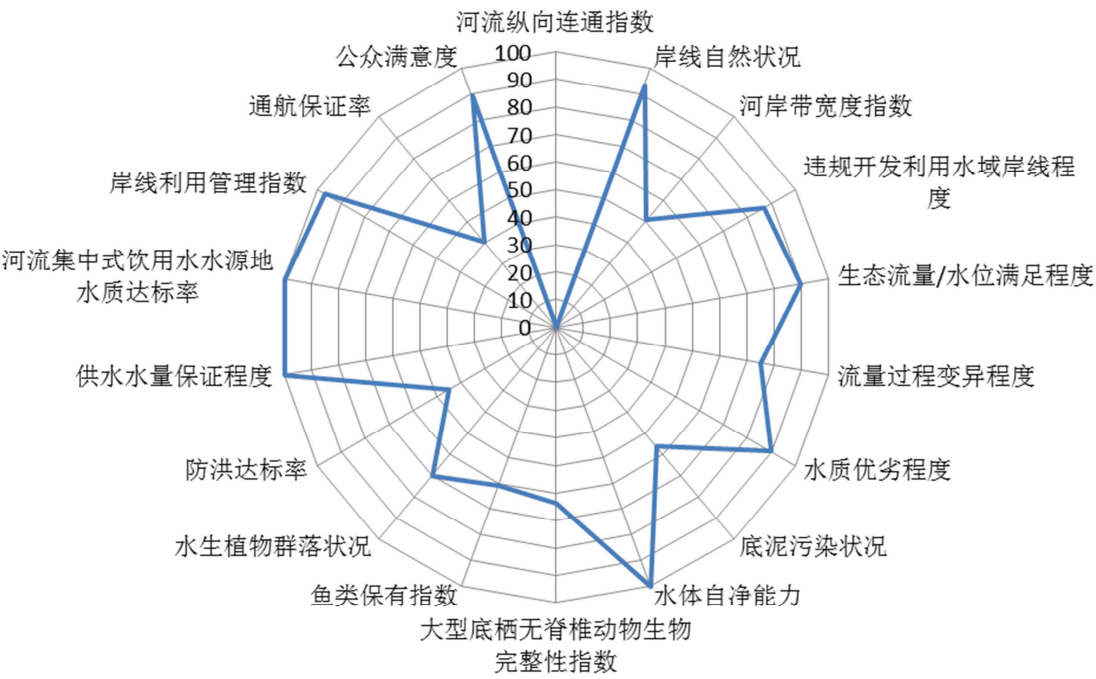 河流纵向连通指数
公众满意度
岸线自然状况
通航保证率
河岸带宽度指数
岸线利用管理指数
违规开发利用水域岸线程
度
河流集中式饮用水水源地
水质达标率
生态流量/水位满足程度
供水水量保证程度
流量过程变异程度
防洪达标率
水质优劣程度
水生植物群落状况
底泥污染状况
鱼类保有指数
水体自净能力
大型底栖无脊椎动物生物
完整性指数
100
90
80
70
60
50
40
30
20
10
0